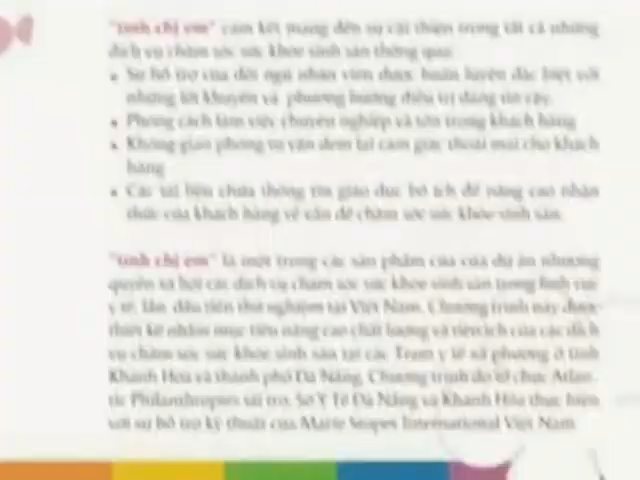 "tình chị em" cam kết mang đến sự cải thiện trong tất cả những
dịch vụ chăm sóc sức khỏe sinh sản thông qua:
• Sự hỗ trợ của đội ngũ nhân viên được huấn luyện đặc biệt với
những lời khuyên và phương hướng điều trị đáng tin cậy
• Phong cách làm việc chuyên nghiệp và tôn trọng khách hàng
• Không gian phòng tư vấn đem lại cảm giác thoải mái cho khách
hàng
• Các tài liệu chứa thông tin giáo dục bổ ích để nâng cao nhận
thức của khách hàng về vấn đề chăm sóc sức khỏe sinh sản.
"tình chị em" là một trong các sản phẩm của của dự án nhượng
quyền xã hội các dịch vụ chăm sóc sức khỏe sinh sản trong lĩnh vực
y tế, lần đầu tiên thử nghiệm tại Việt Nam. Chương trình này được
thiết kế nhằm mục tiêu nâng cao chất lượng và tiện ích của các dịch
vụ chăm sóc sức khỏe sinh sản tại các Trạm y tế xã phường ở tỉnh
Khánh Hòa và thành phố Đà Nẵng. Chương trình do tổ chức Atlan-
tic Philanthropies tài trợ, Sở Y Tế Đà Nẵng và Khánh Hòa thực hiện
với sự hỗ trợ kỹ thuật của Marie Stopes International Việt Nam.